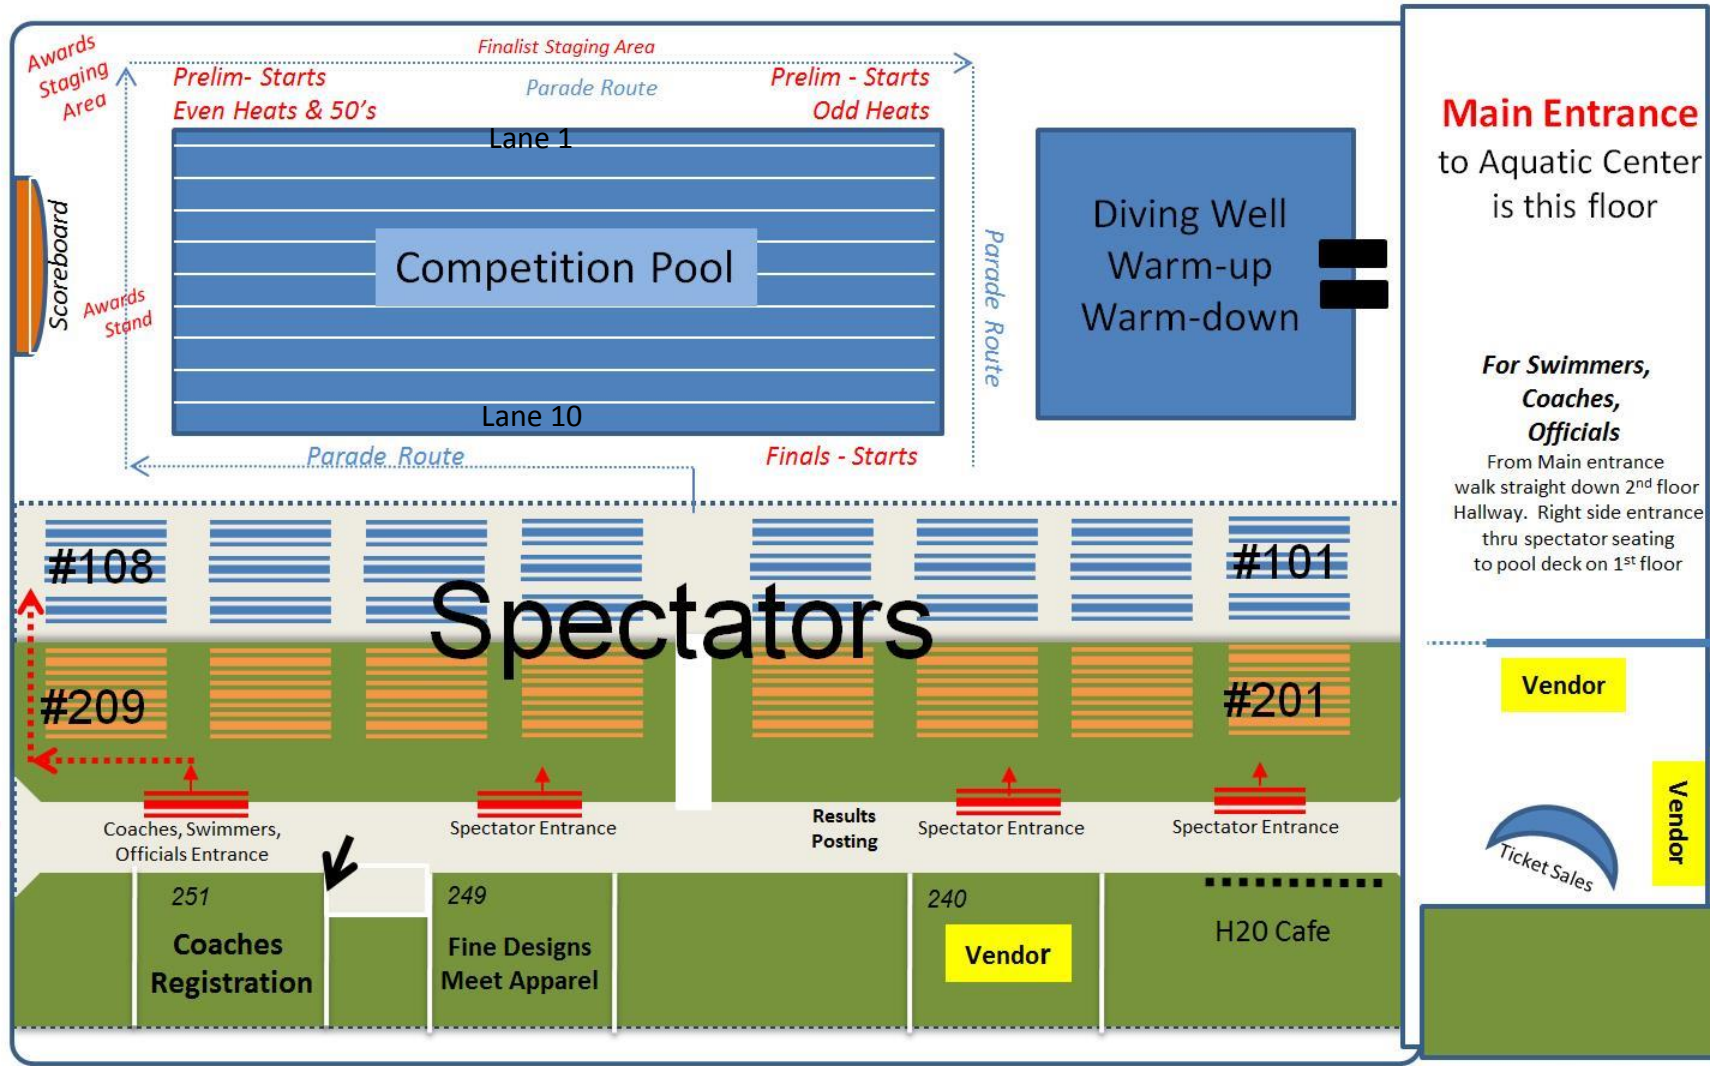 Awards
Staging
Area
Finalist Staging Area
Prelim- Starts
Even Heats & 50's
Parade Route
Prelim - Starts
Odd Heats
Lane 1
Scoreboard
Awards
Stand
Competition Pool
Parade Route
Diving Well
Warm-up
Warm-down
Lane 10
Parade Route
Finals - Starts
Main Entrance
to Aquatic Center
is this floor
For Swimmers,
Coaches,
Officials
From Main entrance
walk straight down 2nd floor
Hallway. Right side entrance
thru spectator seating
to pool deck on 1st floor
#108
#101
Spectators
#209
#201
Vendor
Vendor
Ticket Sales
Coaches, Swimmers,
Officials Entrance
Spectator Entrance
Results
Posting
Spectator Entrance
Spectator Entrance
251
Coaches
Registration
249
Fine Designs
Meet Apparel
240
Vendor
H20 Cafe